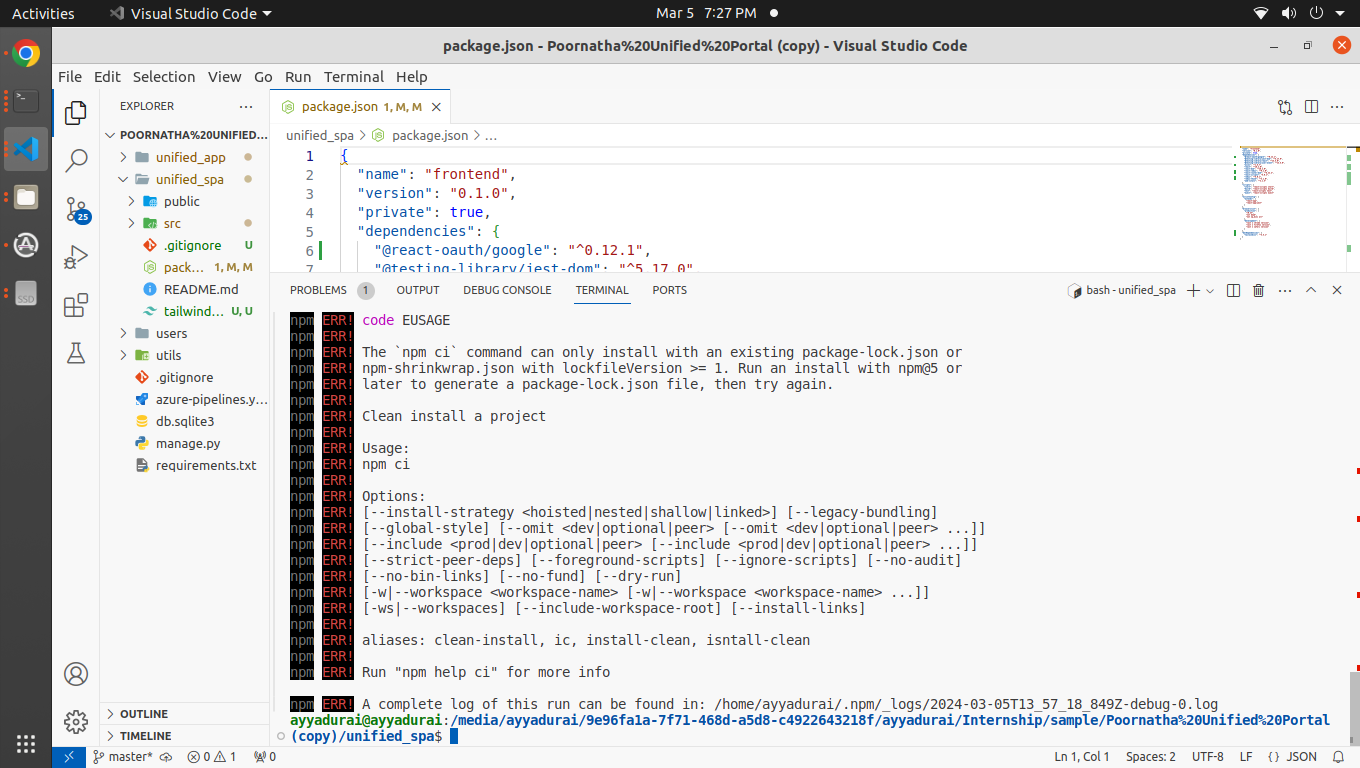 Activities
Visual Studio Code
Mar 5 7:27 PM
package.json - Poornatha%20Unified%20Portal (copy) - Visual Studio Code
File Edit Selection View Go Run Terminal Help
EXPLORER
POORNATHA%20UNIFIED...
unified_app
unified_spa
public
src
.gitignore U
pack... 1, M, M
README.md
tailwind... U, U
users
utils
.gitignore
azure-pipelines.y...
db.sqlite3
manage.py
requirements.txt
OUTLINE
TIMELINE
25
SSD
package.json 1, M, M
unified_spa > package.json > ...
1 {
2 "name": "frontend",
3 "version": "0.1.0",
4 "private": true,
5 "dependencies": {
6 "@react-oauth/google": "^0.12.1",
7 "@testing-library/jest-dom": "^5.17.0"
PROBLEMS 1 OUTPUT DEBUG CONSOLE TERMINAL PORTS
bash - unified_spa
npm ERR! code EUSAGE
npm ERR!
npm ERR! The `npm ci` command can only install with an existing package-lock.json or
npm ERR! npm-shrinkwrap.json with lockfileVersion >= 1. Run an install with npm@5 or
npm ERR! later to generate a package-lock.json file, then try again.
npm ERR!
npm ERR! Clean install a project
npm ERR!
npm ERR! Usage:
npm ERR! npm ci
npm ERR!
npm ERR! Options:
npm ERR! [--install-strategy <hoisted|nested|shallow|linked>] [--legacy-bundling]
npm ERR! [--global-style] [--omit <dev|optional|peer> [--omit <dev|optional|peer> ...]]
npm ERR! [--include <prod|dev|optional|peer> [--include <prod|dev|optional|peer> ...]]
npm ERR! [--strict-peer-deps] [--foreground-scripts] [--ignore-scripts] [--no-audit]
npm ERR! [--no-bin-links] [--no-fund] [--dry-run]
npm ERR! [-w|--workspace <workspace-name> [-w|--workspace <workspace-name> ...]]
npm ERR! [-ws|--workspaces] [--include-workspace-root] [--install-links]
npm ERR!
npm ERR! aliases: clean-install, ic, install-clean, isntall-clean
npm ERR!
npm ERR! Run "npm help ci" for more info
npm ERR! A complete log of this run can be found in: /home/ayyadurai/.npm/_logs/2024-03-05T13_57_18_849Z-debug-0.log
ayyadurai@ayyadurai:/media/ayyadurai/9e96fa1a-7f71-468d-a5d8-c4922643218f/ayyadurai/Internship/sample/Poornatha%20Unified%20Portal
(copy)/unified_spa$
master* 0 1 0
Ln 1, Col 1 Spaces: 2 UTF-8 LF {} JSON